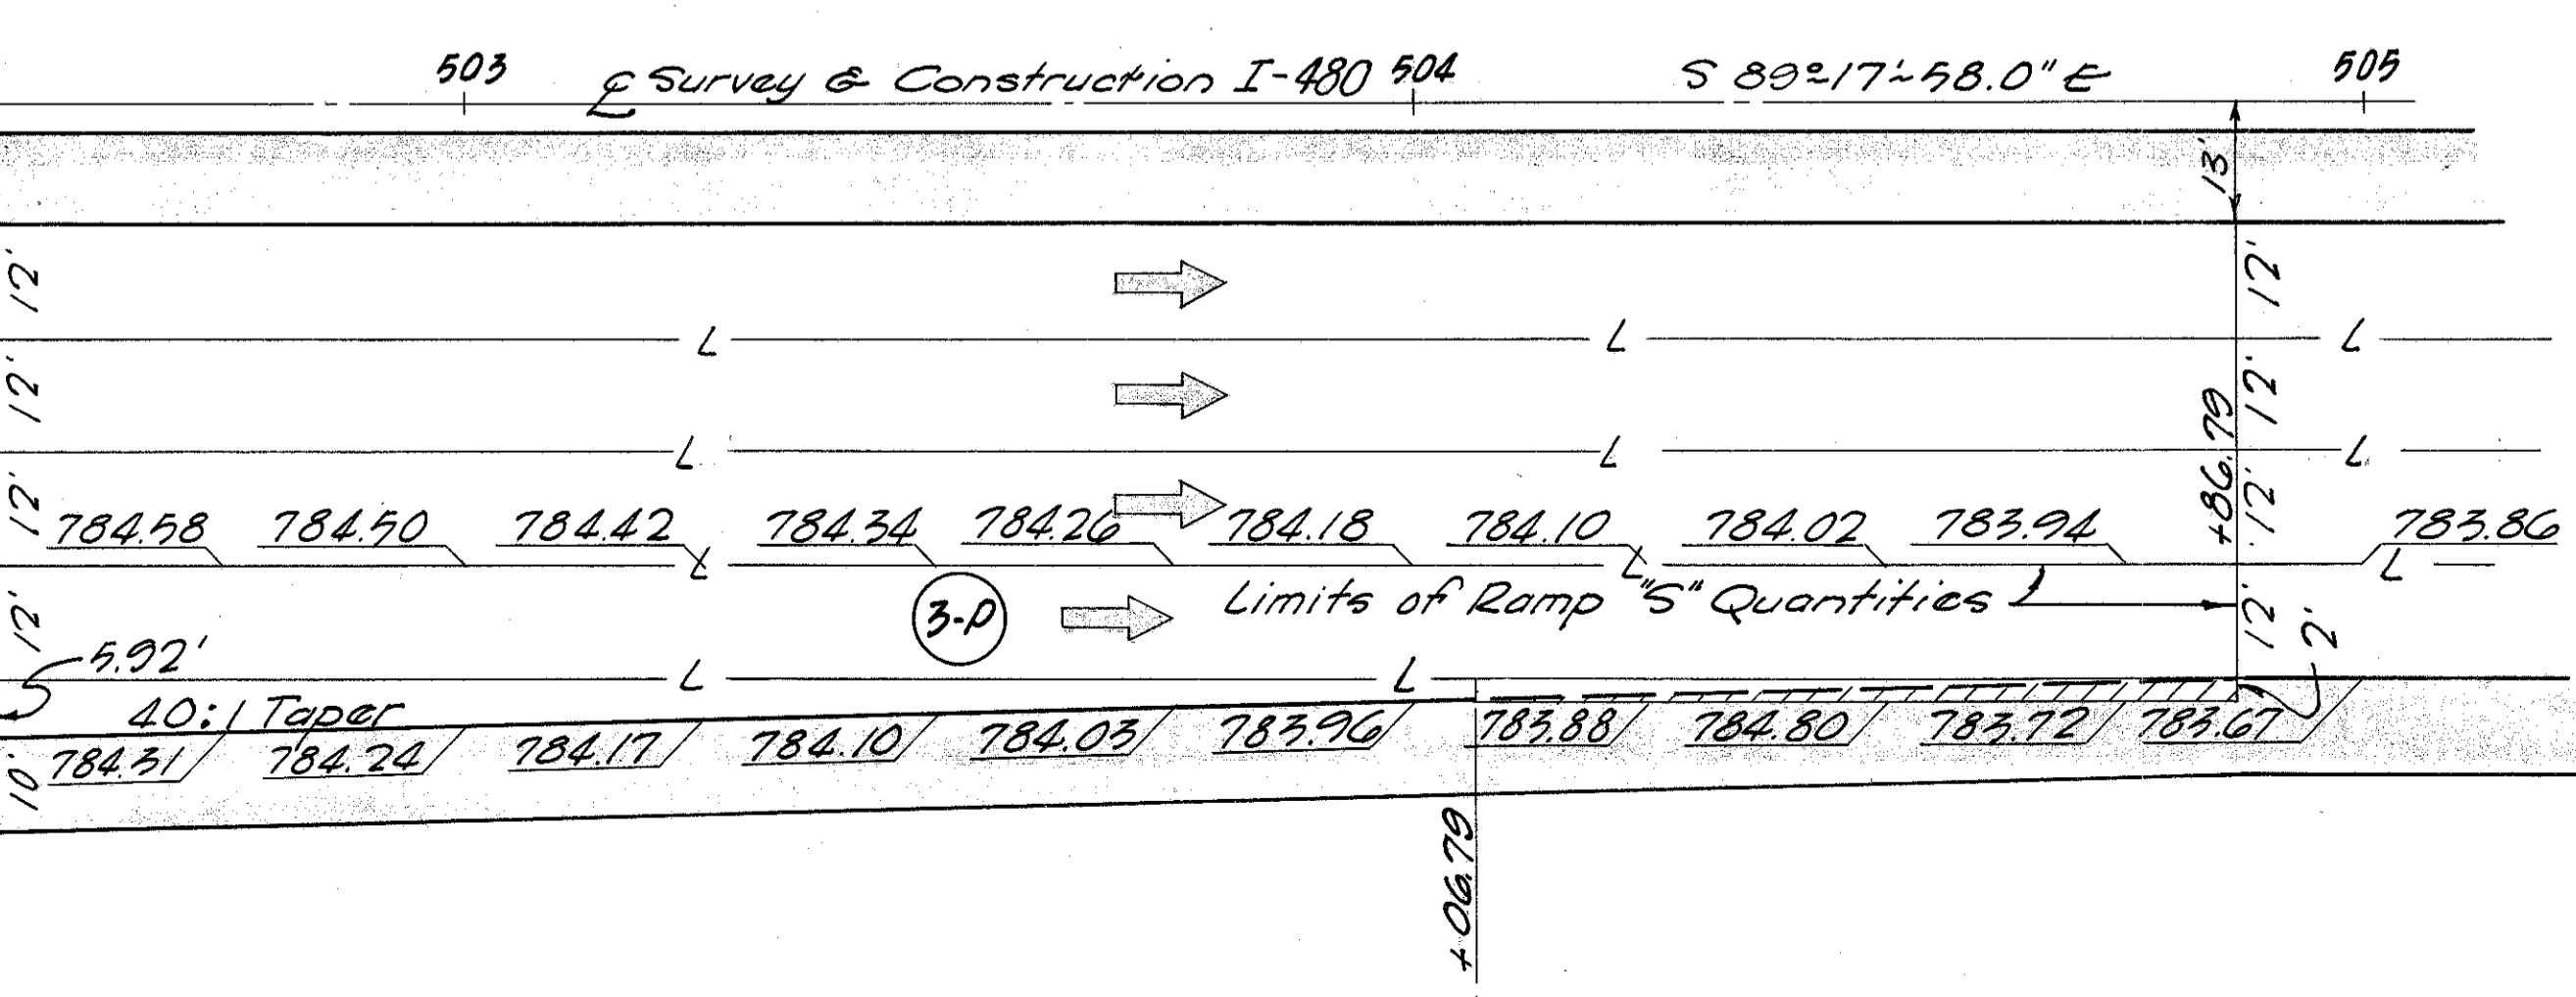 503 ℄ Survey & Construction I-480 504 S 89°-17'-58.0" E 505
13'
12' 12'
12' 12'
+86.79
12' 12'
784.58 784.50 784.42 784.34 784.26 784.18 784.10 784.02 783.94 783.86
L L L
L L L
L L L
12' 3-P Limits of Ramp "S" Quantities 12' 2'
5.92'
L L
40:1 Taper
10' 784.31 784.24 784.17 784.10 784.03 783.96 783.88 784.80 783.72 783.67
+06.79